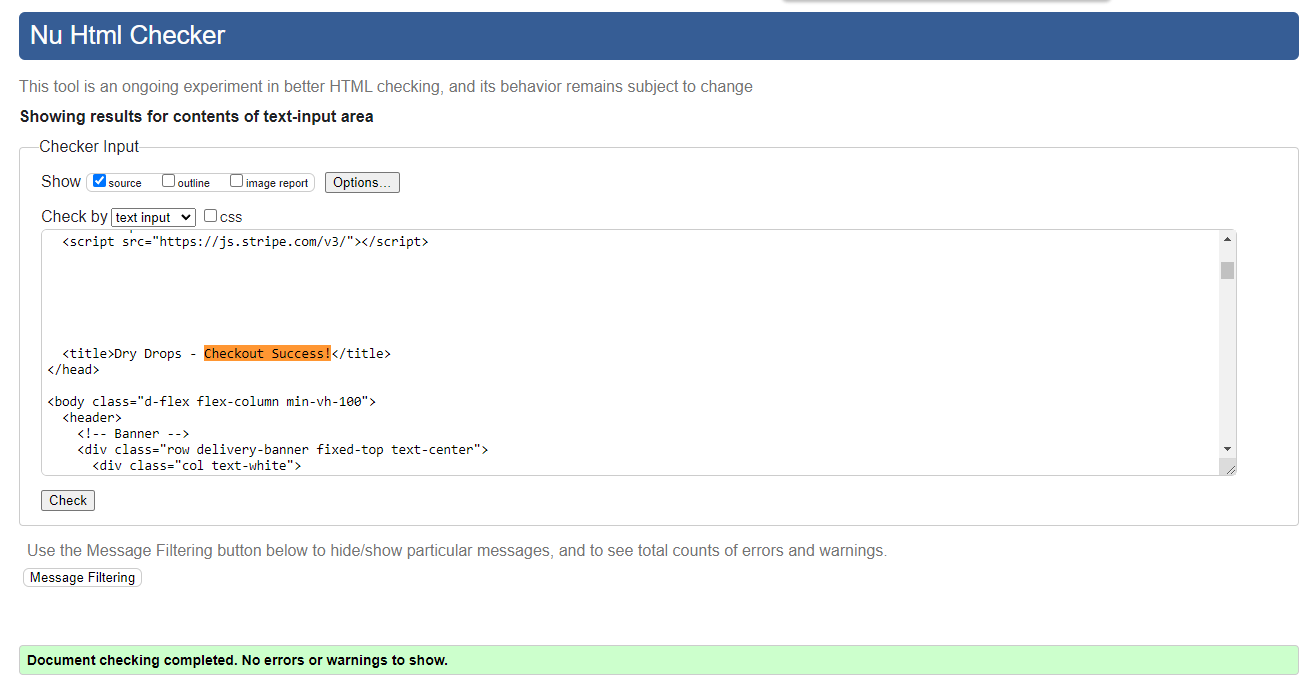 Nu Html Checker
This tool is an ongoing experiment in better HTML checking, and its behavior remains subject to change
Showing results for contents of text-input area
Checker Input
Show source outline image report Options...
Check by text input css
<script src="https://js.stripe.com/v3/"></script>
<title>Dry Drops - Checkout Success!</title>
</head>
<body class="d-flex flex-column min-vh-100">
<header>
<!-- Banner -->
<div class="row delivery-banner fixed-top text-center">
<div class="col text-white">
Check
Use the Message Filtering button below to hide/show particular messages, and to see total counts of errors and warnings.
Message Filtering
Document checking completed. No errors or warnings to show.